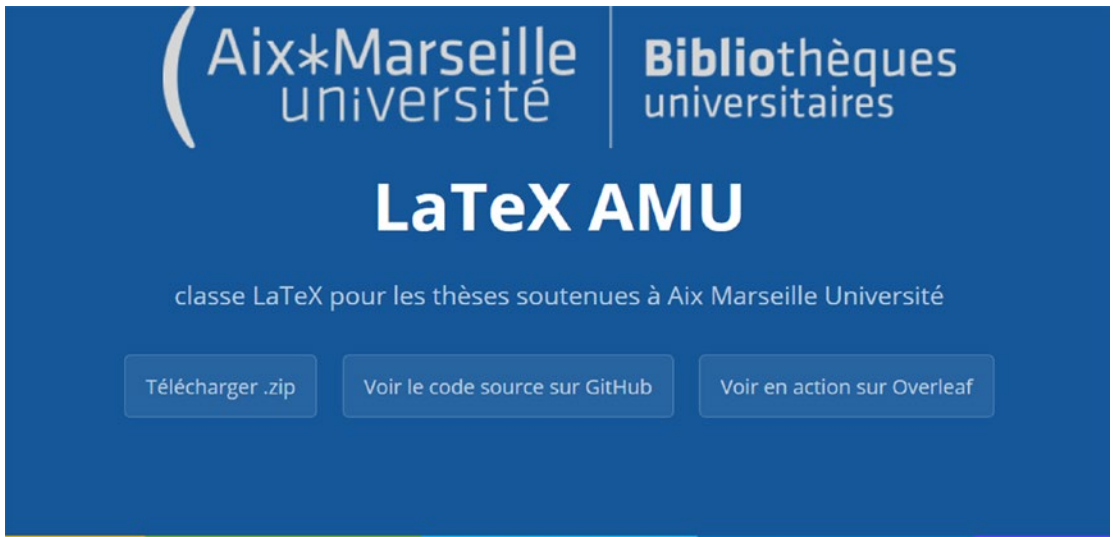 Aix*Marseille
université
Bibliothèques
universitaires
LaTeX AMU
classe LaTeX pour les thèses soutenues à Aix Marseille Université
Télécharger .zip
Voir le code source sur GitHub
Voir en action sur Overleaf